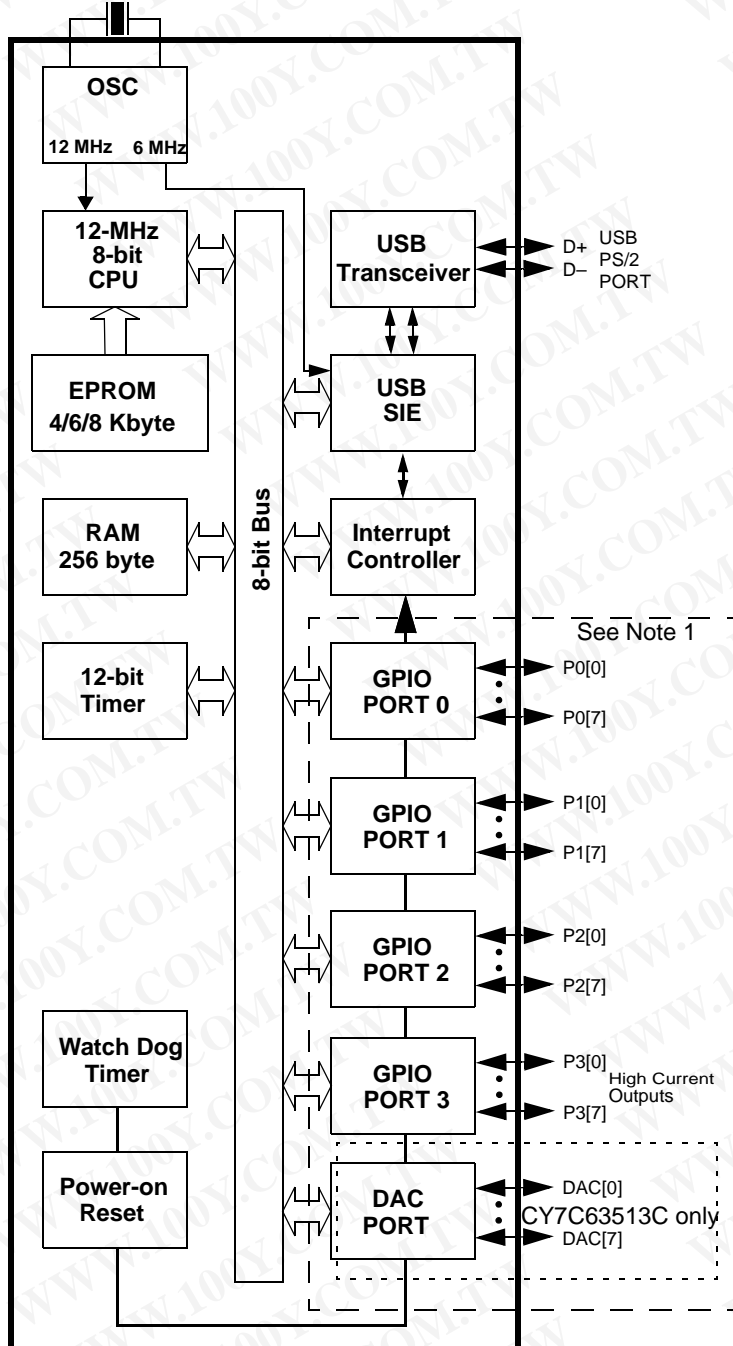 OSC
12 MHz 6 MHz
12-MHz
8-bit
CPU
USB
Transceiver
D+
D–
USB
PS/2
PORT
EPROM
4/6/8 Kbyte
USB
SIE
8-bit Bus
RAM
256 byte
Interrupt
Controller
See Note 1
12-bit
Timer
GPIO
PORT 0
P0[0]
P0[7]
GPIO
PORT 1
P1[0]
P1[7]
GPIO
PORT 2
P2[0]
P2[7]
Watch Dog
Timer
GPIO
PORT 3
P3[0]
P3[7]
High Current
Outputs
Power-on
Reset
DAC
PORT
DAC[0]
CY7C63513C only
DAC[7]
WWW.100Y.COM.TW